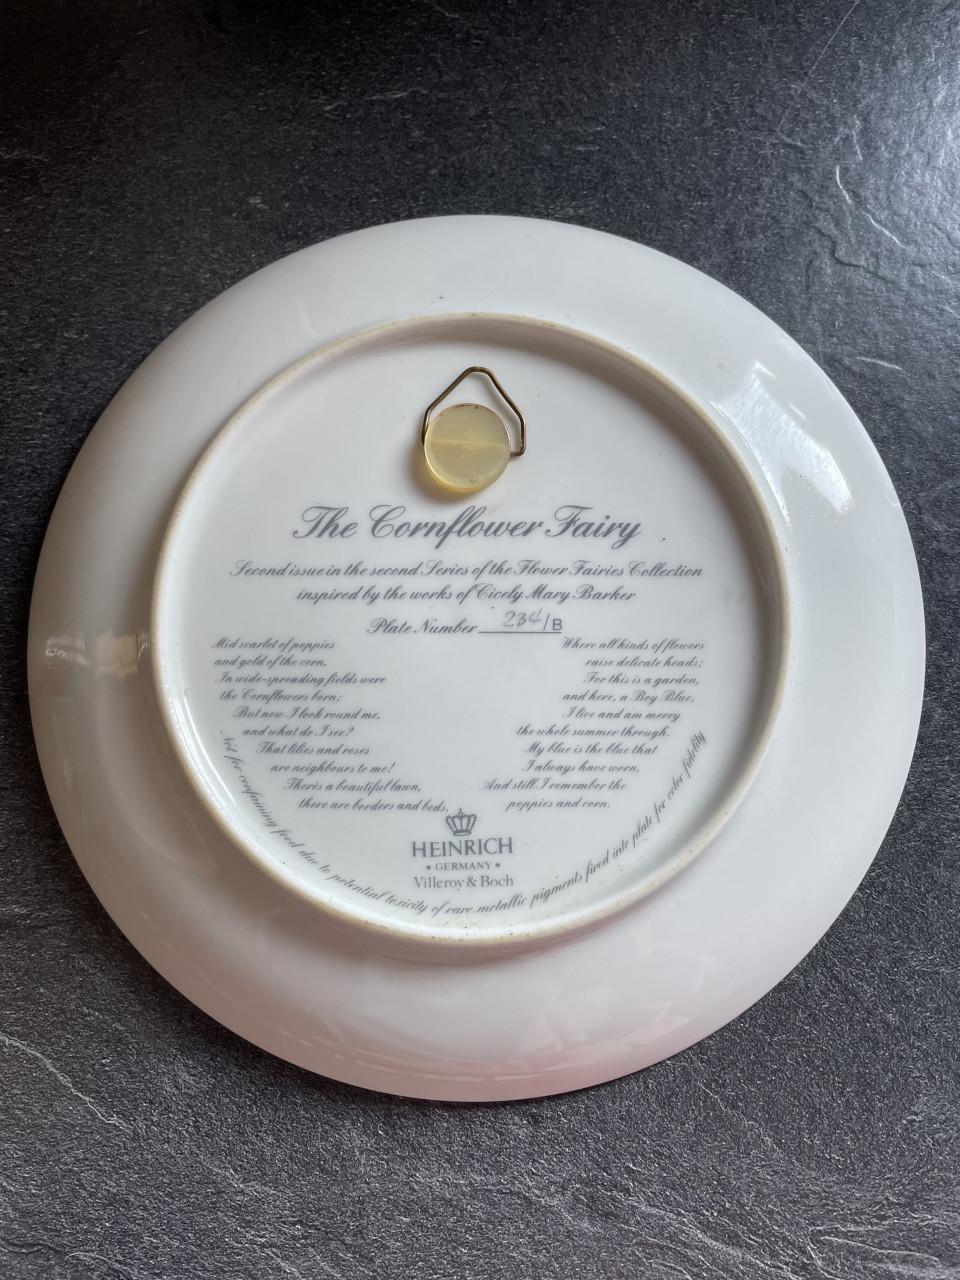 The Cornflower Fairy
Second issue in the second Series of the Flower Fairies Collection
inspired by the works of Cicely Mary Barker
Plate Number 234/B
Mid scarlet of poppies
and gold of the corn,
In wide-spreading fields were
the Cornflowers born;
But now I look round me,
and what do I see?
That lilies and roses
are neighbours to me!
There's a beautiful lawn,
there are borders and beds,
Where all kinds of flowers
raise delicate heads;
For this is a garden,
and here, a Boy Blue,
I live and am merry
the whole summer through.
My blue is the blue that
I always have worn,
And still I remember the
poppies and corn.
HEINRICH
• GERMANY •
Villeroy & Boch
Not for containing food due to potential toxicity of rare metallic pigments fired into plate for color fidelity